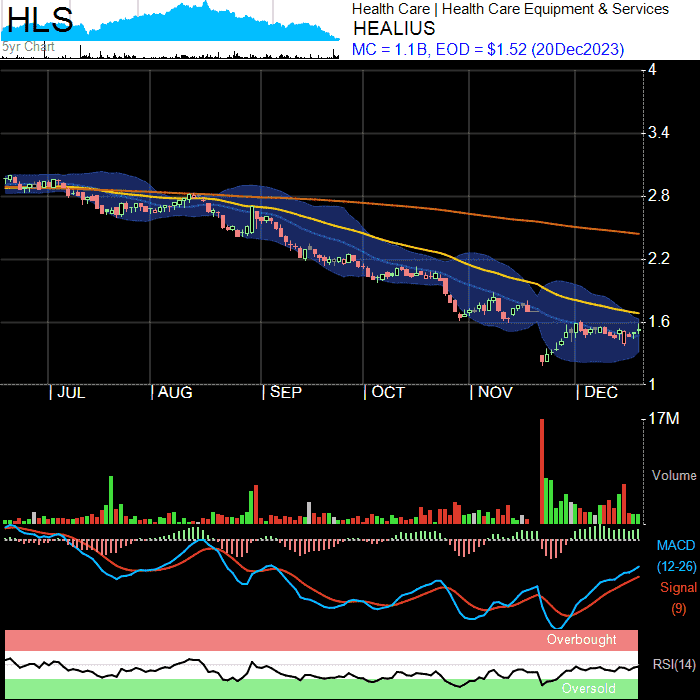 HLS
5yr Chart
Health Care | Health Care Equipment & Services
HEALIUS
MC = 1.1B, EOD = $1.52 (20Dec2023)
4
3.4
2.8
2.2
1.6
1
| JUL | AUG | SEP | OCT | NOV | DEC
17M
Volume
MACD
(12-26)
Signal
(9)
Overbought
RSI(14)
Oversold